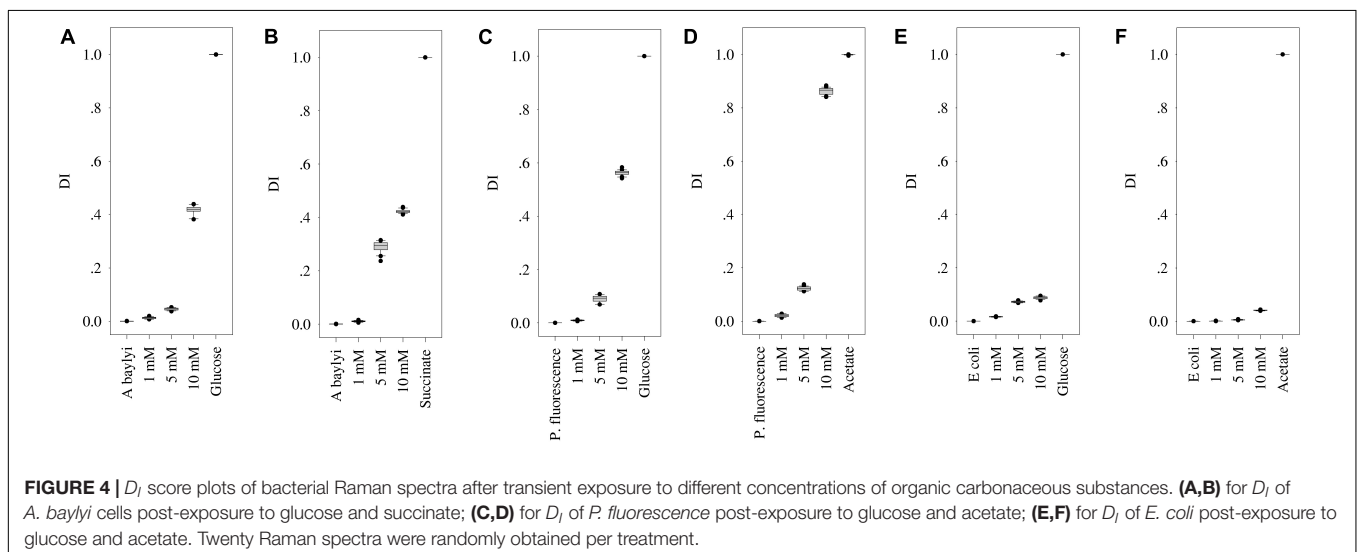 A
1.0
.8
.6
.4
.2
0.0
DI
A baylyi
1 mM
5 mM
10 mM
Glucose
B
1.0
.8
.6
.4
.2
0.0
DI
A baylyi
1 mM
5 mM
10 mM
Succinate
C
1.0
.8
.6
.4
.2
0.0
DI
P. fluorescence
1 mM
5 mM
10 mM
Glucose
D
1.0
.8
.6
.4
.2
0.0
DI
P. fluorescence
1 mM
5 mM
10 mM
Acetate
E
1.0
.8
.6
.4
.2
0.0
DI
E coli
1 mM
5 mM
10 mM
Glucose
F
1.0
.8
.6
.4
.2
0.0
DI
E coli
1 mM
5 mM
10 mM
Acetate
FIGURE 4 | D_I score plots of bacterial Raman spectra after transient exposure to different concentrations of organic carbonaceous substances. (A,B) for D_I of
A. baylyi cells post-exposure to glucose and succinate; (C,D) for D_I of P. fluorescence post-exposure to glucose and acetate; (E,F) for D_I of E. coli post-exposure to
glucose and acetate. Twenty Raman spectra were randomly obtained per treatment.